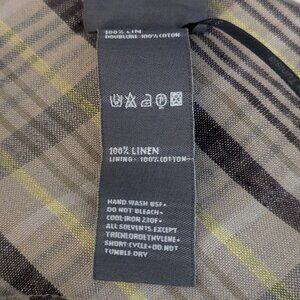 100% LIN
DOUBLURE 100% COTON
100% LINEN
LINING - 100% COTTON
HAND WASH 85F•
DO NOT BLEACH•
COOL IRON 230F•
ALL SOLVENTS EXCEPT
TRICHLOROETHYLENE•
SHORT CYCLE• DO NOT
TUMBLE DRY